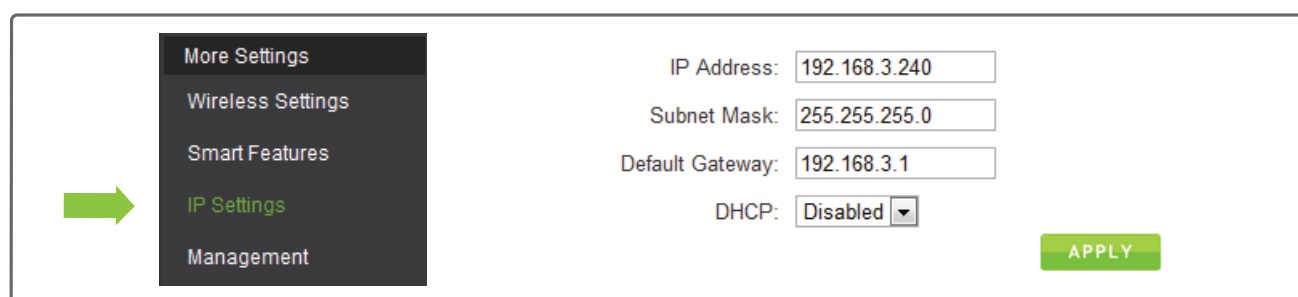 More Settings
Wireless Settings
Smart Features
IP Settings
Management
IP Address: 192.168.3.240
Subnet Mask: 255.255.255.0
Default Gateway: 192.168.3.1
DHCP: Disabled
APPLY